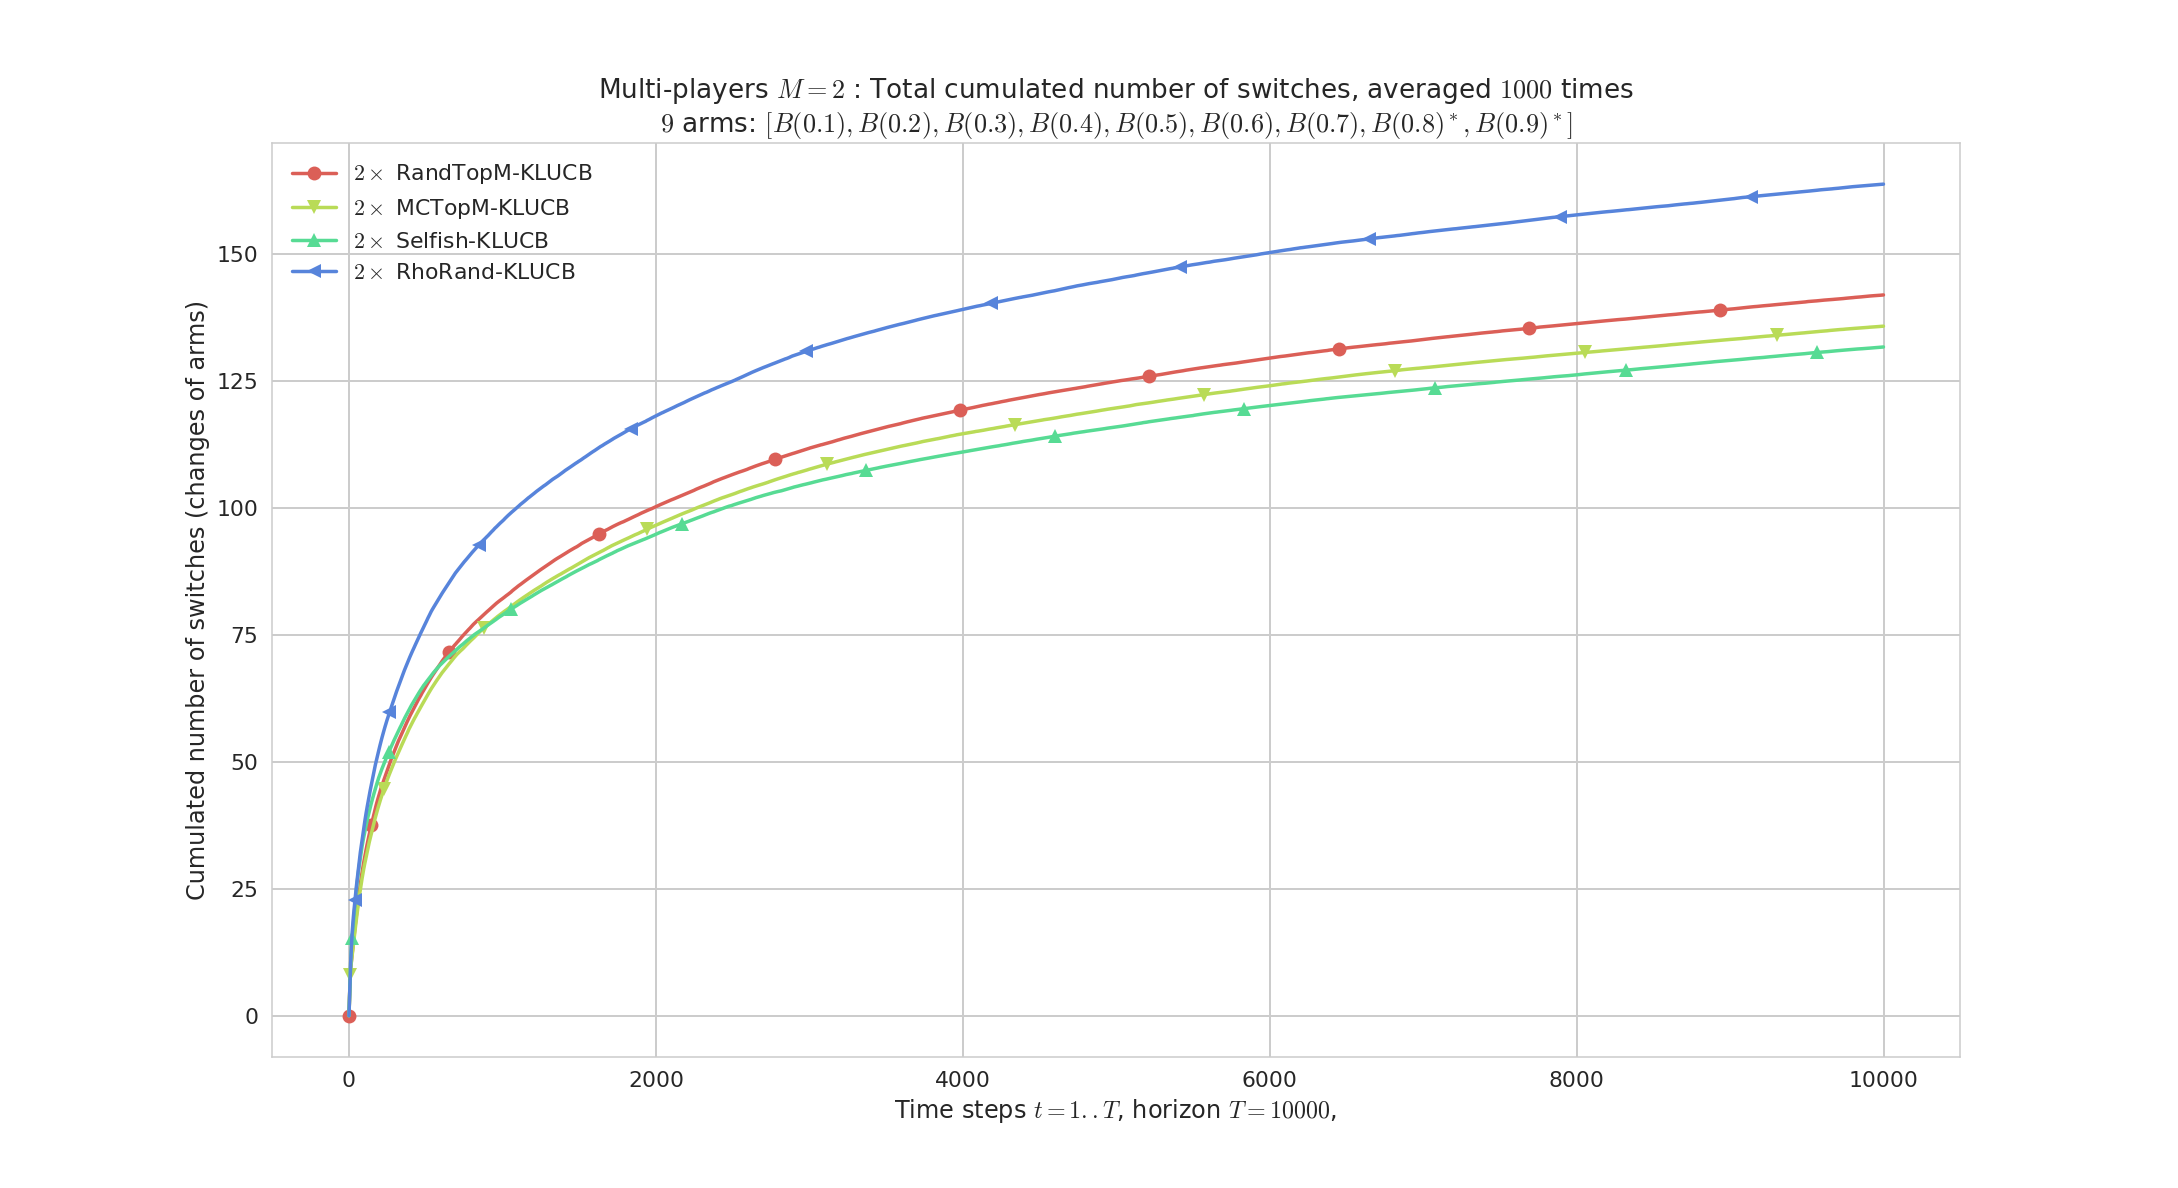 Multi-players M = 2 : Total cumulated number of switches, averaged 1000 times
9 arms: [B(0.1), B(0.2), B(0.3), B(0.4), B(0.5), B(0.6), B(0.7), B(0.8)*, B(0.9)*]
2× RandTopM-KLUCB
2× MCTopM-KLUCB
2× Selfish-KLUCB
2× RhoRand-KLUCB
Cumulated number of switches (changes of arms)
150
125
100
75
50
25
0
0 2000 4000 6000 8000 10000
Time steps t = 1..T, horizon T = 10000,